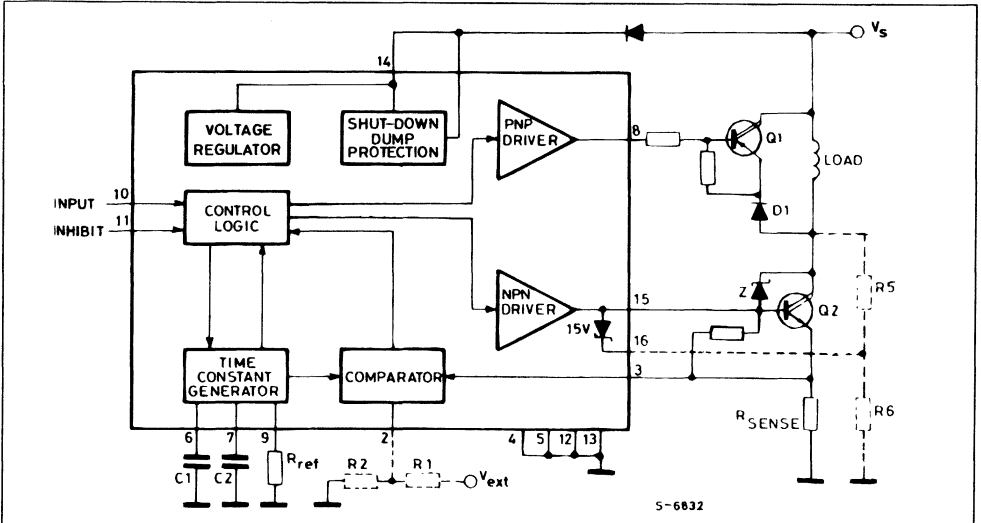 Vs
14
VOLTAGE
REGULATOR
SHUT-DOWN
DUMP
PROTECTION
PNP
DRIVER
8
Q1
LOAD
D1
INPUT
10
INHIBIT
11
CONTROL
LOGIC
NPN
DRIVER
15V
15
16
3
Z
Q2
R5
R6
RSENSE
TIME
CONSTANT
GENERATOR
COMPARATOR
6
7
9
2
4
5
12
13
C1
C2
Rref
R2
R1
Vext
S-6832